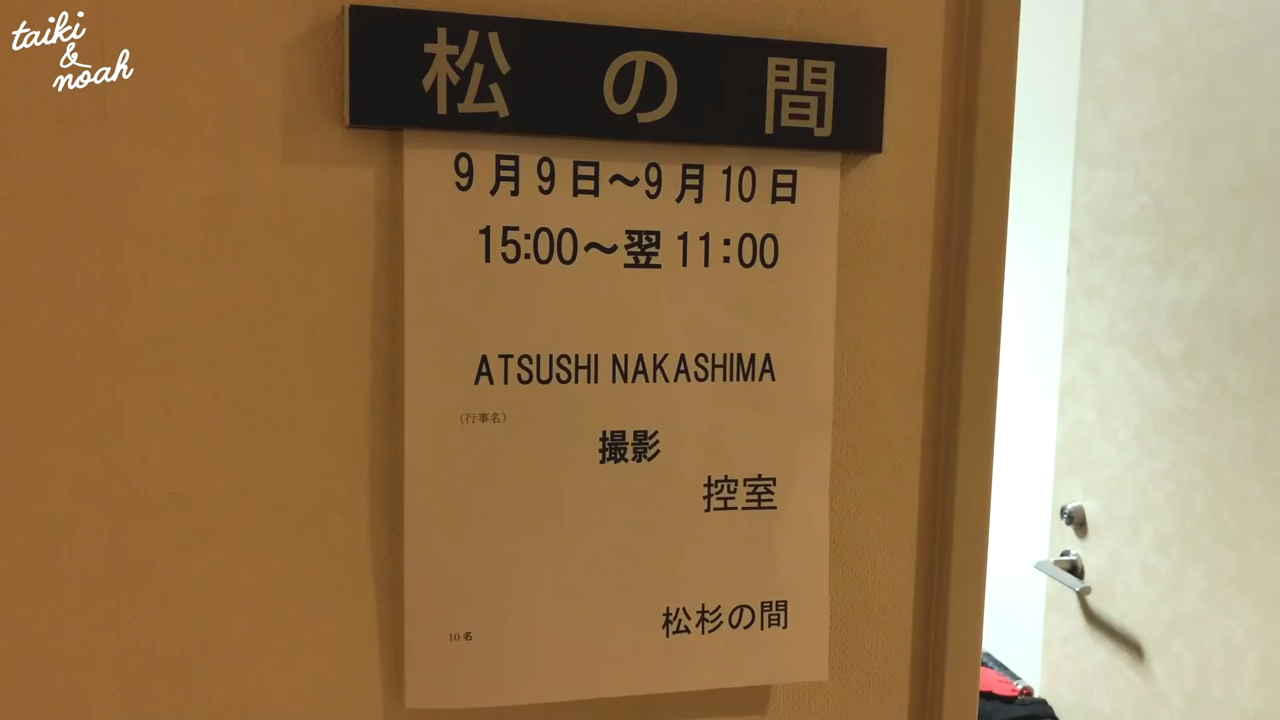 taiki
&
noah
松の間
9月9日～9月10日
15:00～翌11:00
ATSUSHI NAKASHIMA
（行事名）
撮影
控室
松杉の間
10名